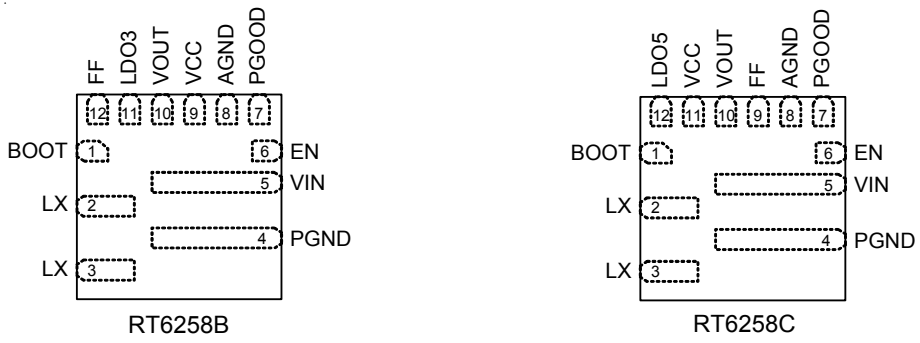 FF LDO3 VOUT VCC AGND PGOOD
12 11 10 9 8 7
BOOT 1 6 EN
5 VIN
LX 2
4 PGND
LX 3
RT6258B
LDO5 VCC VOUT FF AGND PGOOD
12 11 10 9 8 7
BOOT 1 6 EN
5 VIN
LX 2
4 PGND
LX 3
RT6258C